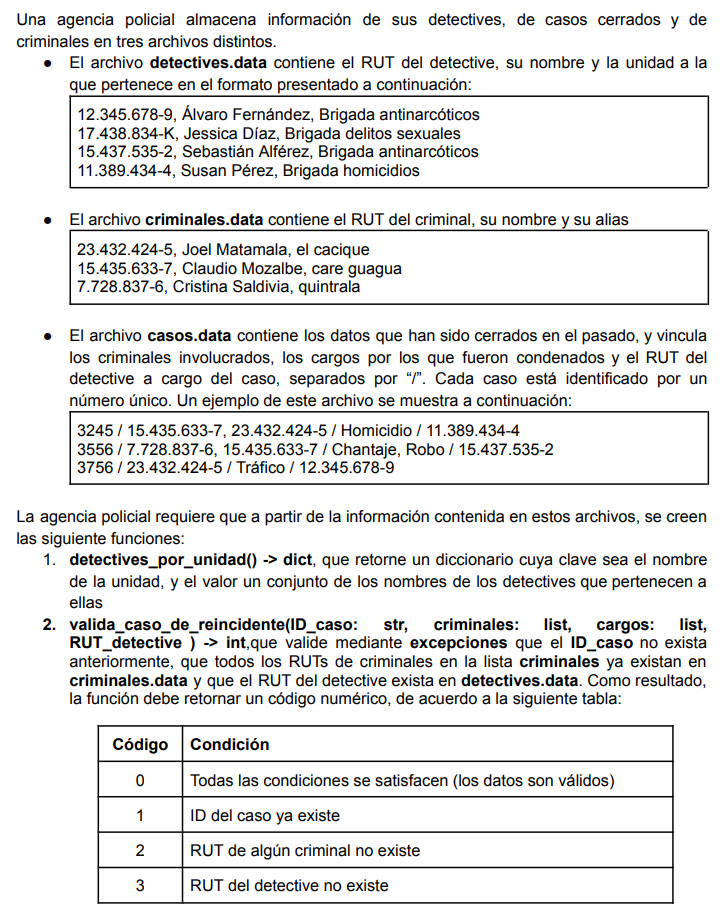 Una agencia policial almacena información de sus detectives, de casos cerrados y de
criminales en tres archivos distintos.
● El archivo detectives.data contiene el RUT del detective, su nombre y la unidad a la
que pertenece en el formato presentado a continuación:
12.345.678-9, Álvaro Fernández, Brigada antinarcóticos
17.438.834-K, Jessica Díaz, Brigada delitos sexuales
15.437.535-2, Sebastián Alférez, Brigada antinarcóticos
11.389.434-4, Susan Pérez, Brigada homicidios
● El archivo criminales.data contiene el RUT del criminal, su nombre y su alias
23.432.424-5, Joel Matamala, el cacique
15.435.633-7, Claudio Mozalbe, care guagua
7.728.837-6, Cristina Saldivia, quintrala
● El archivo casos.data contiene los datos que han sido cerrados en el pasado, y vincula
los criminales involucrados, los cargos por los que fueron condenados y el RUT del
detective a cargo del caso, separados por “/”. Cada caso está identificado por un
número único. Un ejemplo de este archivo se muestra a continuación:
3245 / 15.435.633-7, 23.432.424-5 / Homicidio / 11.389.434-4
3556 / 7.728.837-6, 15.435.633-7 / Chantaje, Robo / 15.437.535-2
3756 / 23.432.424-5 / Tráfico / 12.345.678-9
La agencia policial requiere que a partir de la información contenida en estos archivos, se creen
las siguiente funciones:
1. detectives_por_unidad() -> dict, que retorne un diccionario cuya clave sea el nombre
de la unidad, y el valor un conjunto de los nombres de los detectives que pertenecen a
ellas
2. valida_caso_de_reincidente(ID_caso: str, criminales: list, cargos: list,
RUT_detective ) -> int,que valide mediante excepciones que el ID_caso no exista
anteriormente, que todos los RUTs de criminales en la lista criminales ya existan en
criminales.data y que el RUT del detective exista en detectives.data. Como resultado,
la función debe retornar un código numérico, de acuerdo a la siguiente tabla:
Código Condición
0 Todas las condiciones se satisfacen (los datos son válidos)
1 ID del caso ya existe
2 RUT de algún criminal no existe
3 RUT del detective no existe